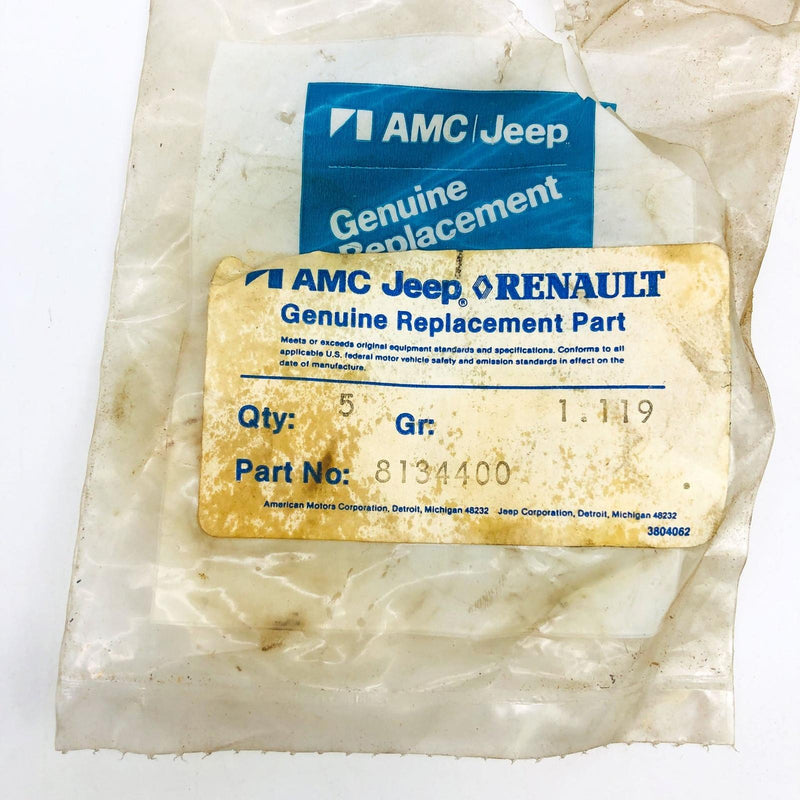 AMC/Jeep
Genuine
Replacement
AMC Jeep® RENAULT
Genuine Replacement Part
Meets or exceeds original equipment standards and specifications. Conforms to all
applicable U.S. federal motor vehicle safety and emission standards in effect on the
date of manufacture.
Qty: 5 Gr: 1.119
Part No: 8134400
American Motors Corporation, Detroit, Michigan 48232 Jeep Corporation, Detroit, Michigan 48232
3804062